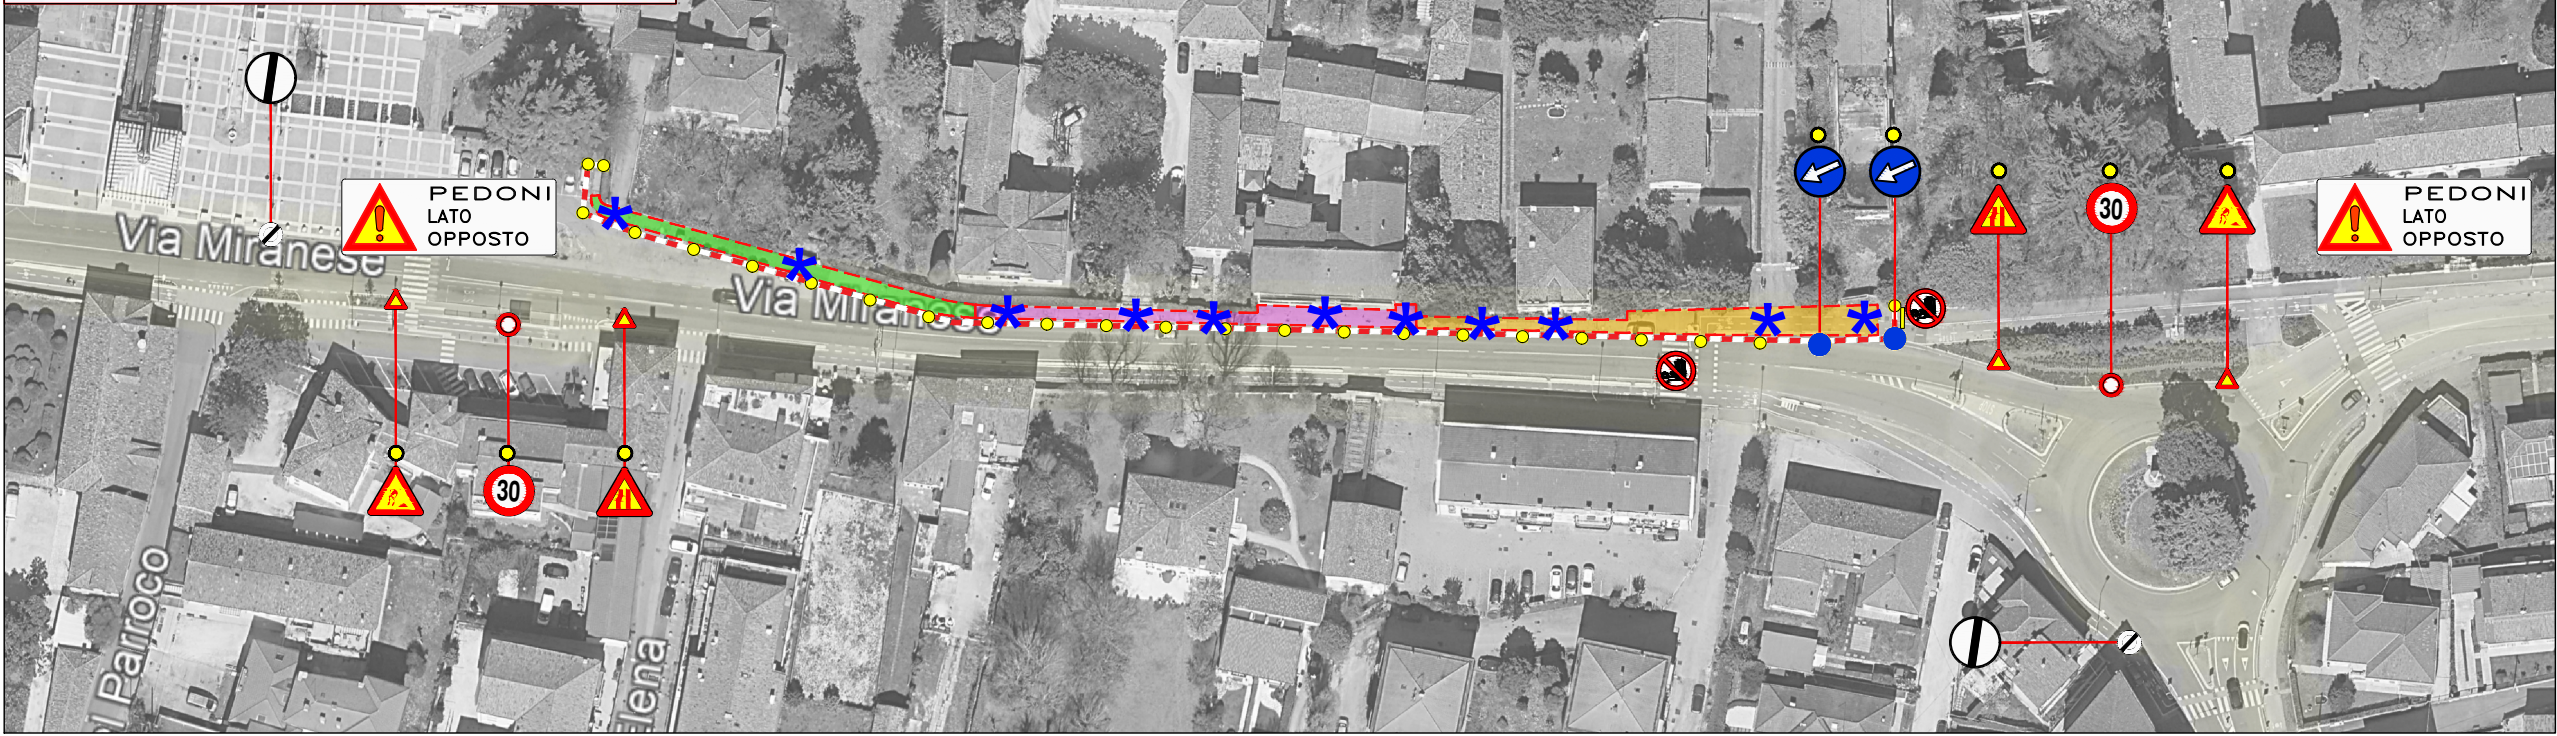 PEDONI
LATO
OPPOSTO
PEDONI
LATO
OPPOSTO
30
Via Miranese
Via Miranese
30
l Parroco
Elena